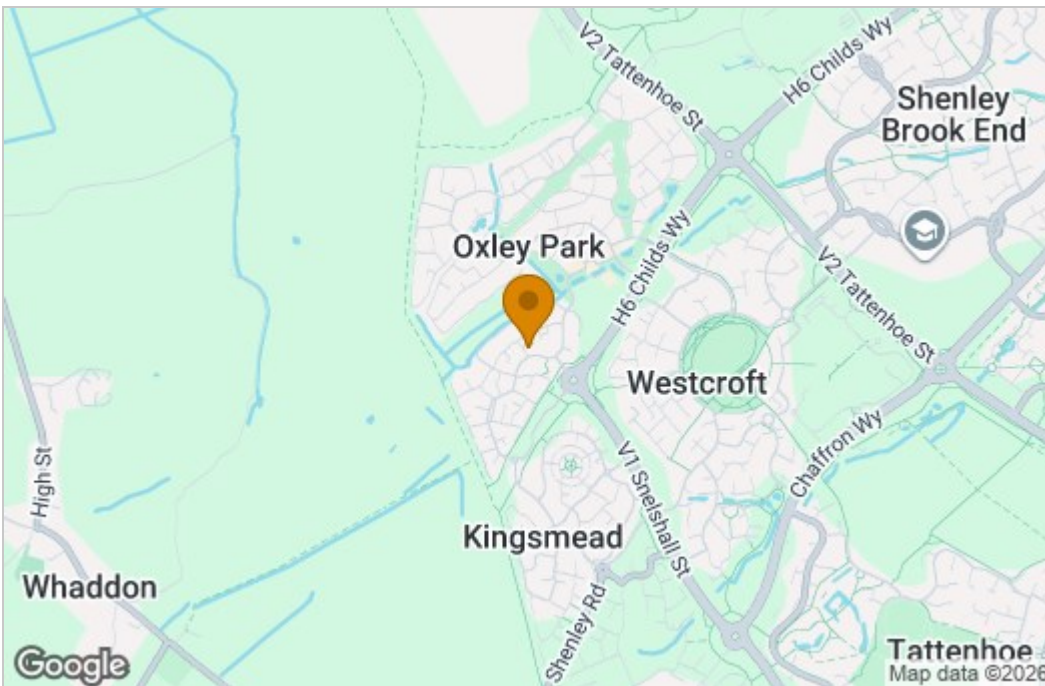 V2 Tattenhoe St
H6 Childs Wy
Shenley
Brook End
Oxley Park
H6 Childs Wy
V2 Tattenhoe St
Westcroft
High St
Chaffron Wy
V1 Snelshall St
Kingsmead
Whaddon
Shenley Rd
Tattenhoe
Google
Map data ©2026